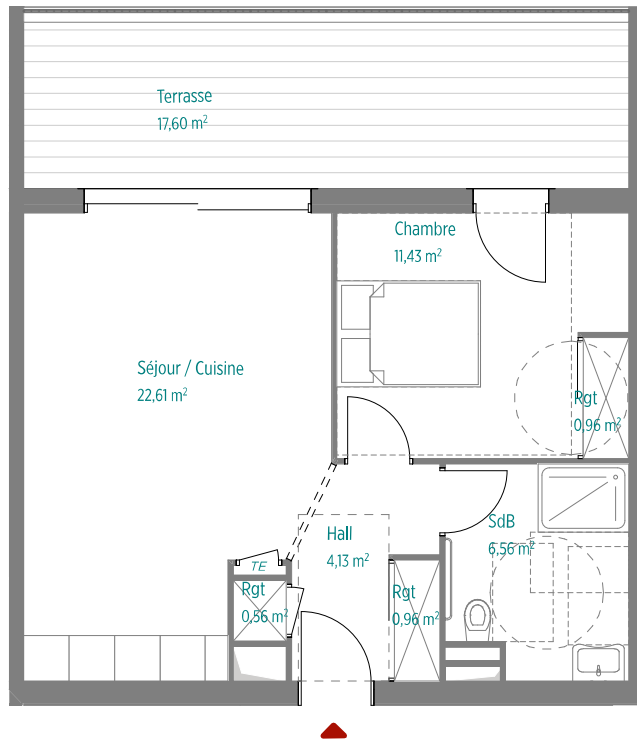 Terrasse
17,60 m²
Chambre
11,43 m²
Séjour / Cuisine
22,61 m²
Rgt
0,96 m²
SdB
6,56 m²
Hall
4,13 m²
TE
Rgt
0,56 m²
Rgt
0,96 m²